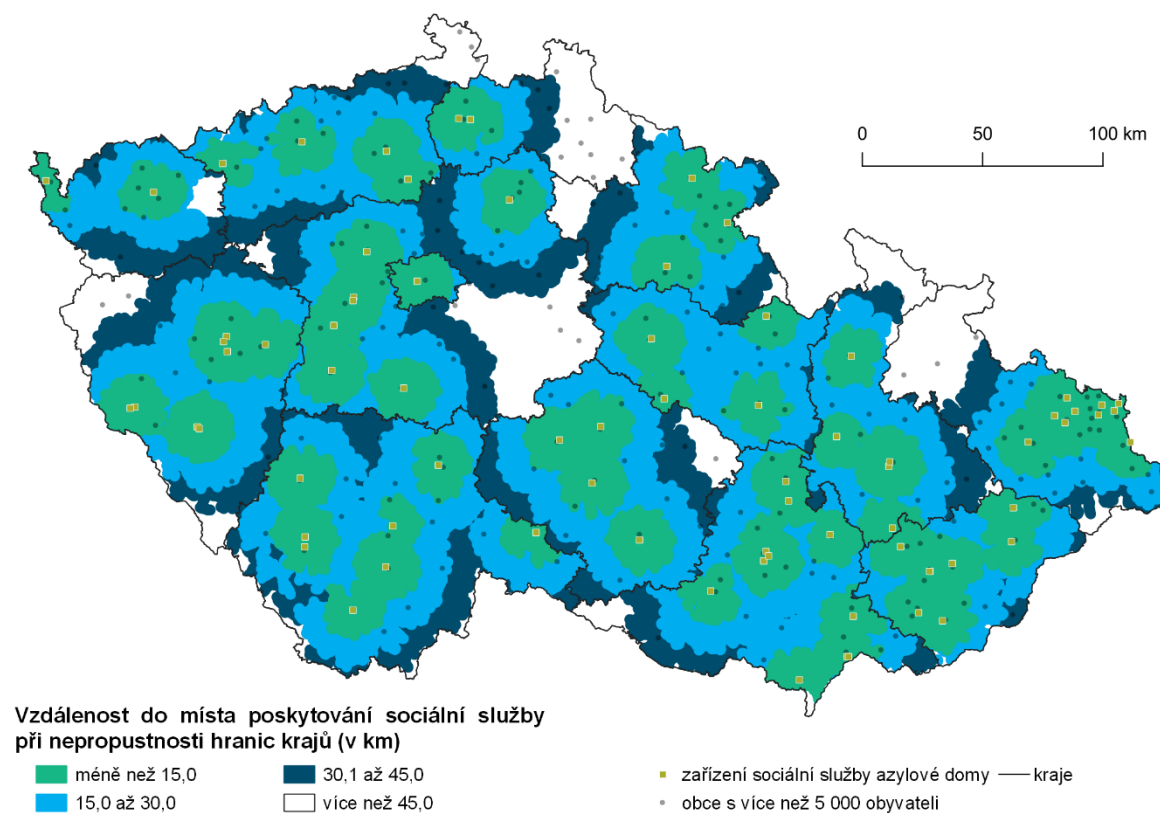 0 50 100 km
Vzdálenost do místa poskytování sociální služby
při nepropustnosti hranic krajů (v km)
méně než 15,0
30,1 až 45,0
15,0 až 30,0
více než 45,0
zařízení sociální služby azylové domy
kraje
obce s více než 5 000 obyvateli